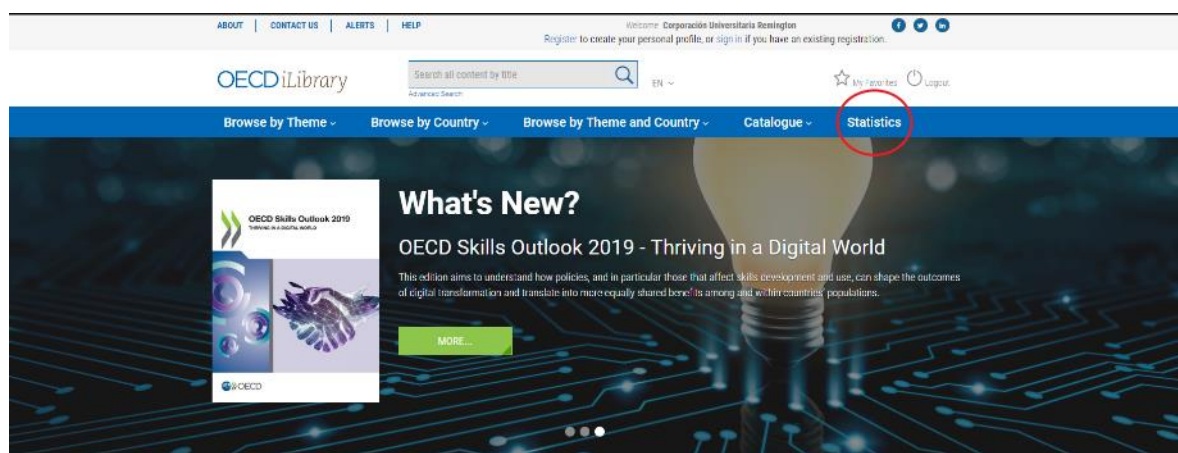 ABOUT | CONTACT US | ALERTS | HELP
Welcome Corporación Universitaria Remington
Register to create your personal profile, or sign in if you have an existing registration.
OECD iLibrary
Search all content by title
Advanced Search
EN
My Favorites
Logout
Browse by Theme
Browse by Country
Browse by Theme and Country
Catalogue
Statistics
OECD Skills Outlook 2019
THRIVING IN A DIGITAL WORLD
OECD
What's New?
OECD Skills Outlook 2019 - Thriving in a Digital World
This edition aims to understand how policies, and in particular those that affect skills development and use, can shape the outcomes
of digital transformation and translate into more equally shared benefits among and within countries' populations.
MORE...